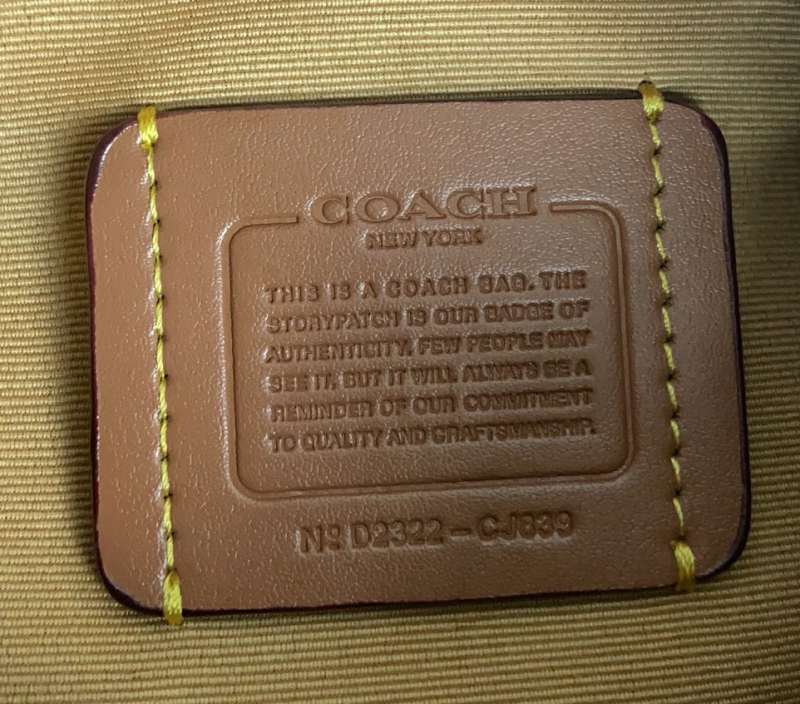 COACH
NEW YORK
THIS IS A COACH BAG. THE
STORYPATCH IS OUR BADGE OF
AUTHENTICITY. FEW PEOPLE MAY
SEE IT, BUT IT WILL ALWAYS BE A
REMINDER OF OUR COMMITMENT
TO QUALITY AND CRAFTSMANSHIP.
Nº D2322-CJ839